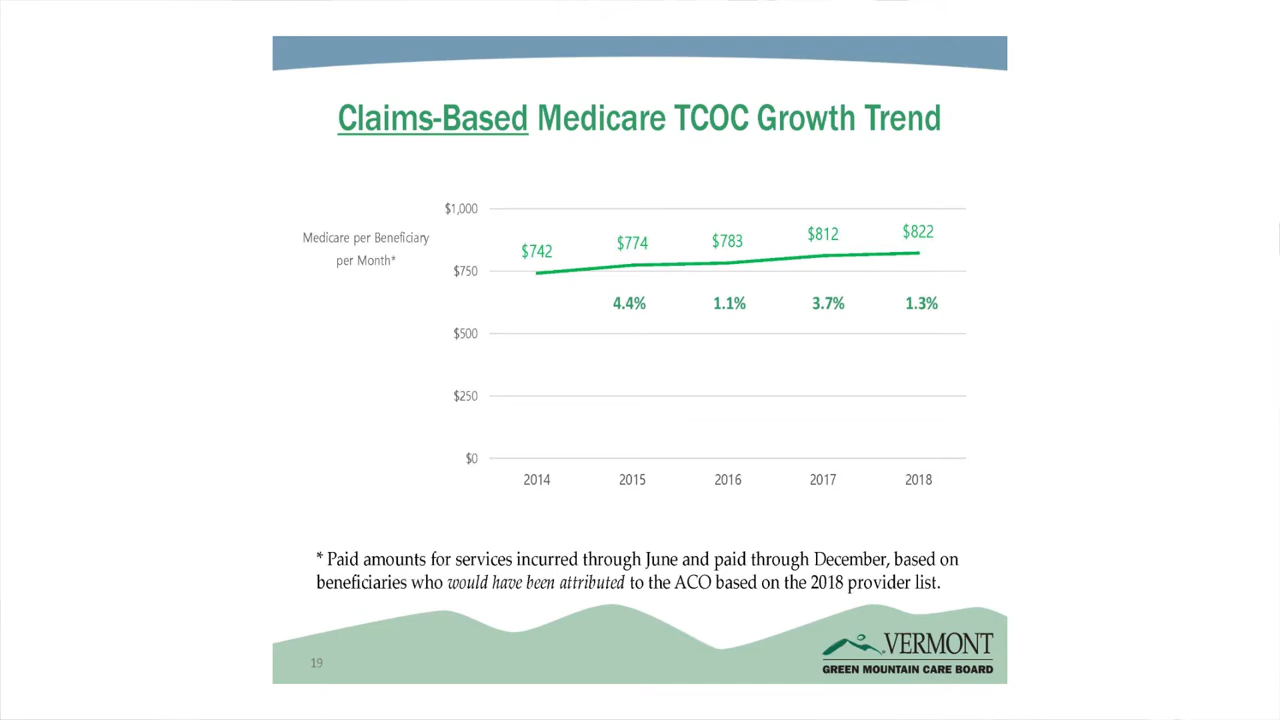 Claims-Based Medicare TCOC Growth Trend
Medicare per Beneficiary
per Month*
$1,000
$750
$500
$250
$0
$742
$774
$783
$812
$822
4.4%
1.1%
3.7%
1.3%
2014
2015
2016
2017
2018
* Paid amounts for services incurred through June and paid through December, based on
beneficiaries who would have been attributed to the ACO based on the 2018 provider list.
19
VERMONT
GREEN MOUNTAIN CARE BOARD